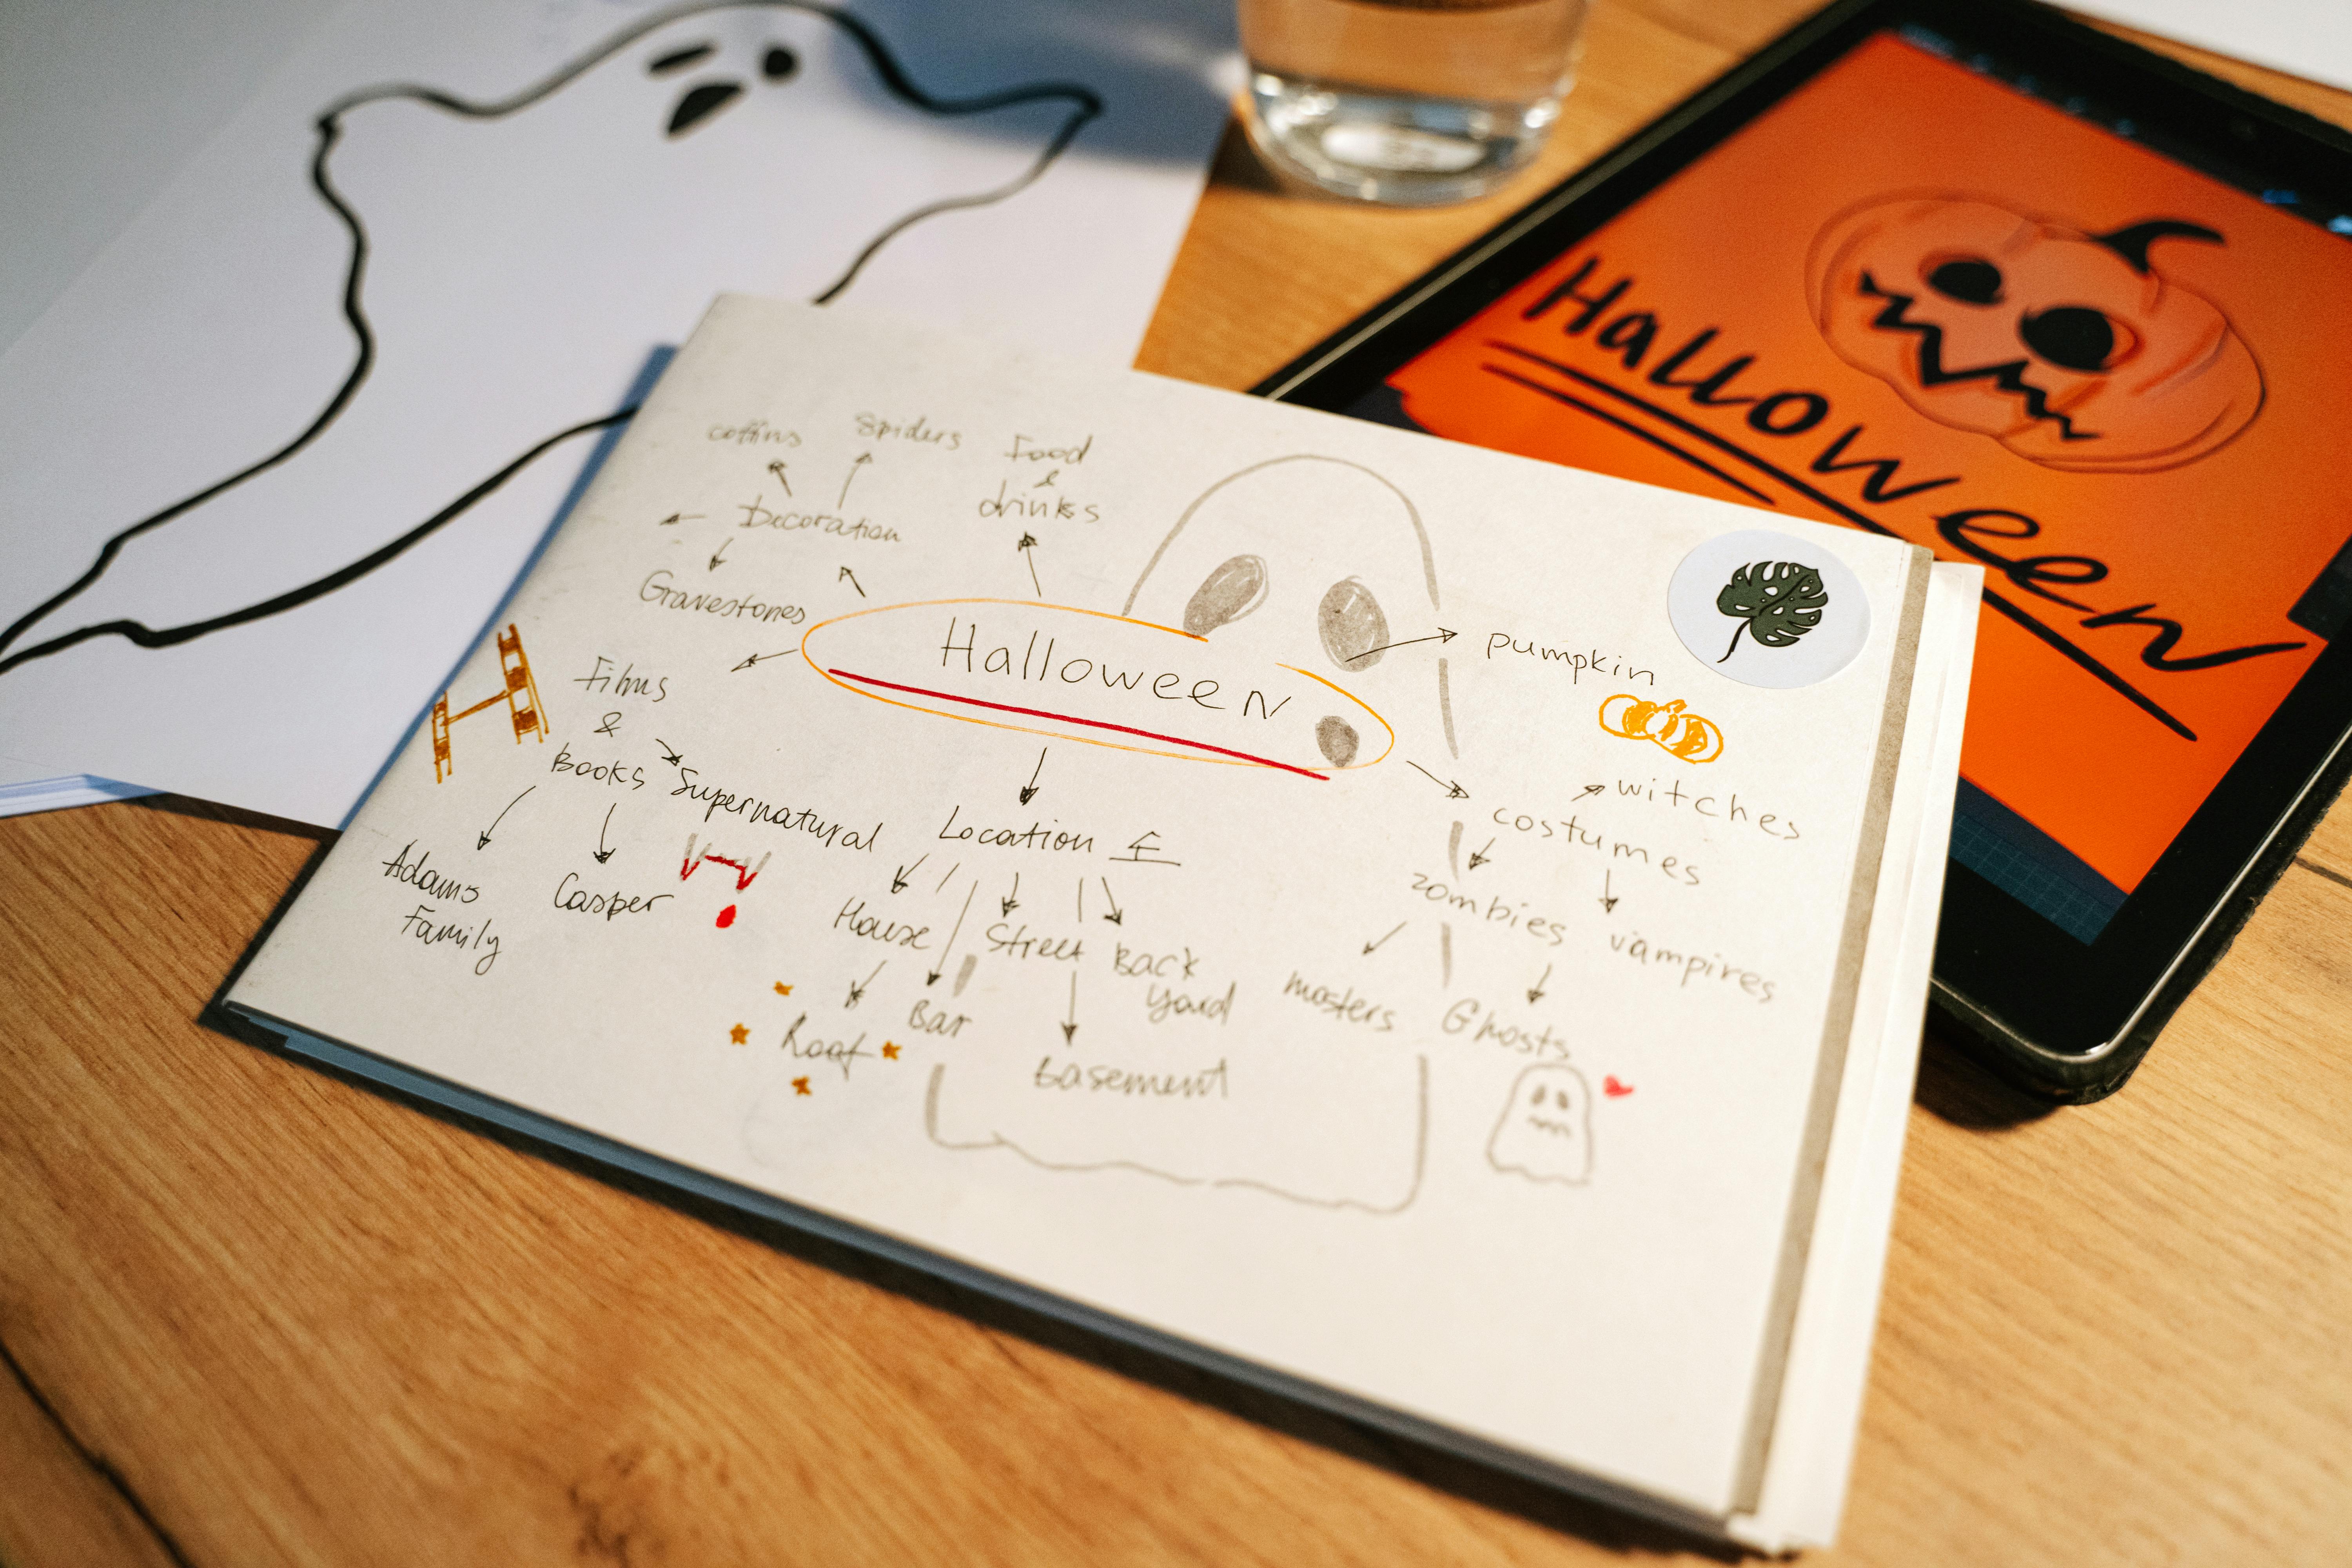 Halloween
coffins
spiders
Food
&
drinks
Decoration
Gravestones
Halloween
pumpkin
Films
&
Books
Supernatural
Adams
Family
Casper
Location
House
Street
Back
Yard
Roof
Bar
basement
costumes
witches
zombies
vampires
mosters
Ghosts